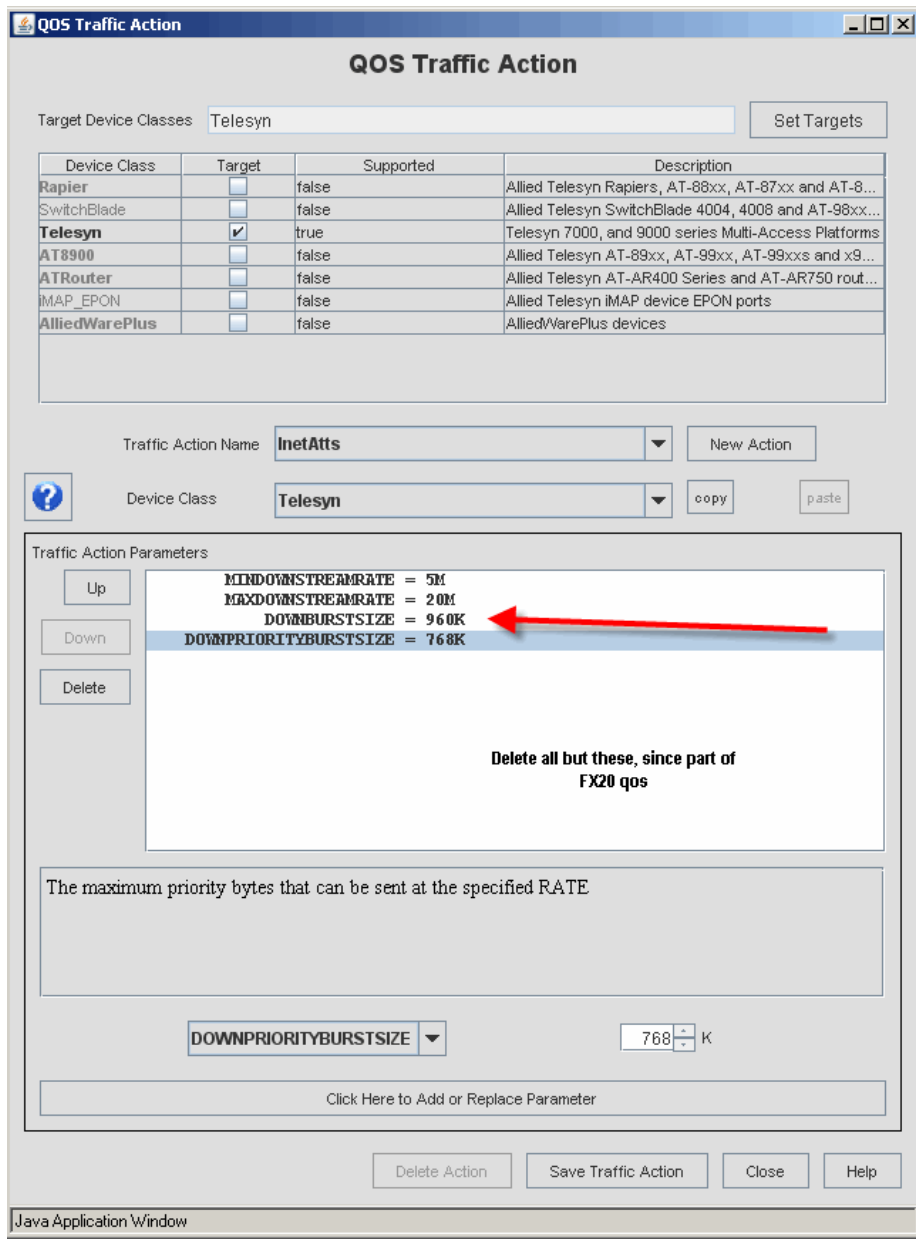 QOS Traffic Action
QOS Traffic Action
Target Device Classes Telesyn Set Targets
Device Class Target Supported Description
Rapier false Allied Telesyn Rapiers, AT-88xx, AT-87xx and AT-8...
SwitchBlade false Allied Telesyn SwitchBlade 4004, 4008 and AT-98xx...
Telesyn true Telesyn 7000, and 9000 series Multi-Access Platforms
AT8900 false Allied Telesyn AT-89xx, AT-99xx, AT-99xxs and x9...
ATRouter false Allied Telesyn AT-AR400 Series and AT-AR750 rout...
iMAP_EPON false Allied Telesyn iMAP device EPON ports
AlliedWarePlus false AlliedWarePlus devices
Traffic Action Name InetAtts New Action
Device Class Telesyn copy paste
Traffic Action Parameters
Up
Down
Delete
MINDOWNSTREAMRATE = 5M
MAXDOWNSTREAMRATE = 20M
DOWNBURSTSIZE = 960K
DOWNPRIORITYBURSTSIZE = 768K
Delete all but these, since part of
FX20 qos
The maximum priority bytes that can be sent at the specified RATE
DOWNPRIORITYBURSTSIZE 768 K
Click Here to Add or Replace Parameter
Delete Action Save Traffic Action Close Help
Java Application Window